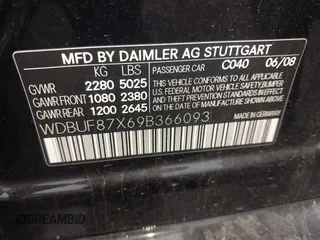 MFD BY DAIMLER AG STUTTGART
KG LBS PASSENGER CAR C040 06/08
GVWR 2280 5025
GAWR FRONT 1080 2380
GAWR REAR 1200 2645
THIS VEHICLE CONFORMS TO ALL APPLICABLE U.S. FEDERAL MOTOR VEHICLE SAFETY/BUMPER AND THEFT PREVENTION STANDARDS IN EFFECT ON THE DATE OF MANUFACTURE SHOWN ABOVE
WDBUF87X69B366093
MADE IN GERMANY
DREAMBID